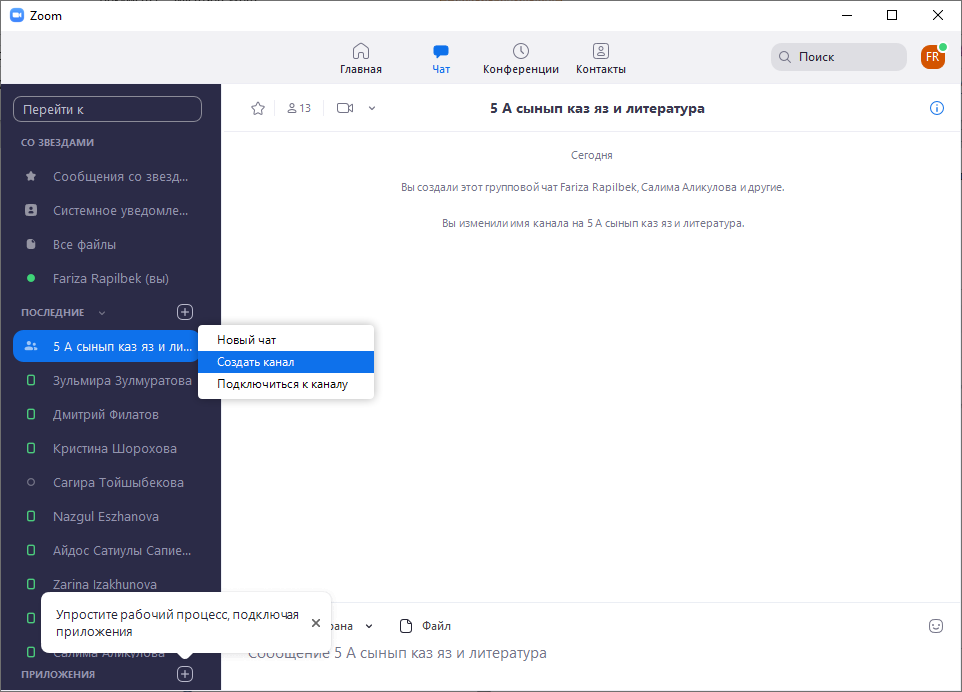 Zoom
Главная
Чат
Конференции
Контакты
Поиск
FR
Перейти к
СО ЗВЕЗДАМИ
Сообщения со звезд...
Системное уведомле...
Все файлы
Fariza Rapilbek (вы)
ПОСЛЕДНИЕ
5 А сынып каз яз и ли...
Зульмира Зулмуратова
Дмитрий Филатов
Кристина Шорохова
Сагира Тойшыбекова
Nazgul Eszhanova
Айдос Сатиулы Сапие...
Zarina Izakhunova
Упростите рабочий процесс, подключая
приложения
Салима Аликулова
ПРИЛОЖЕНИЯ
Новый чат
Создать канал
Подключиться к каналу
13
5 А сынып каз яз и литература
Сегодня
Вы создали этот групповой чат Fariza Rapilbek, Салима Аликулова и другие.
Вы изменили имя канала на 5 А сынып каз яз и литература.
рана
Файл
Сообщение 5 А сынып каз яз и литература